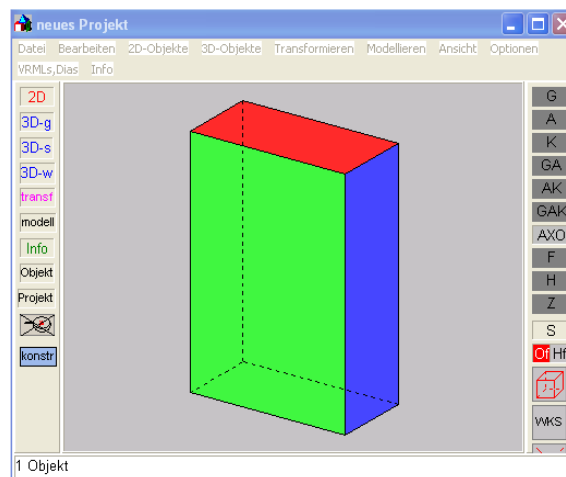 neues Projekt
Datei Bearbeiten 2D-Objekte 3D-Objekte Transformieren Modellieren Ansicht Optionen
VRMLs,Dias Info
2D
3D-g
3D-s
3D-w
transf
modell
Info
Objekt
Projekt
konstr
G
A
K
GA
AK
GAK
AXO
F
H
Z
S
Of Hf
WKS
1 Objekt